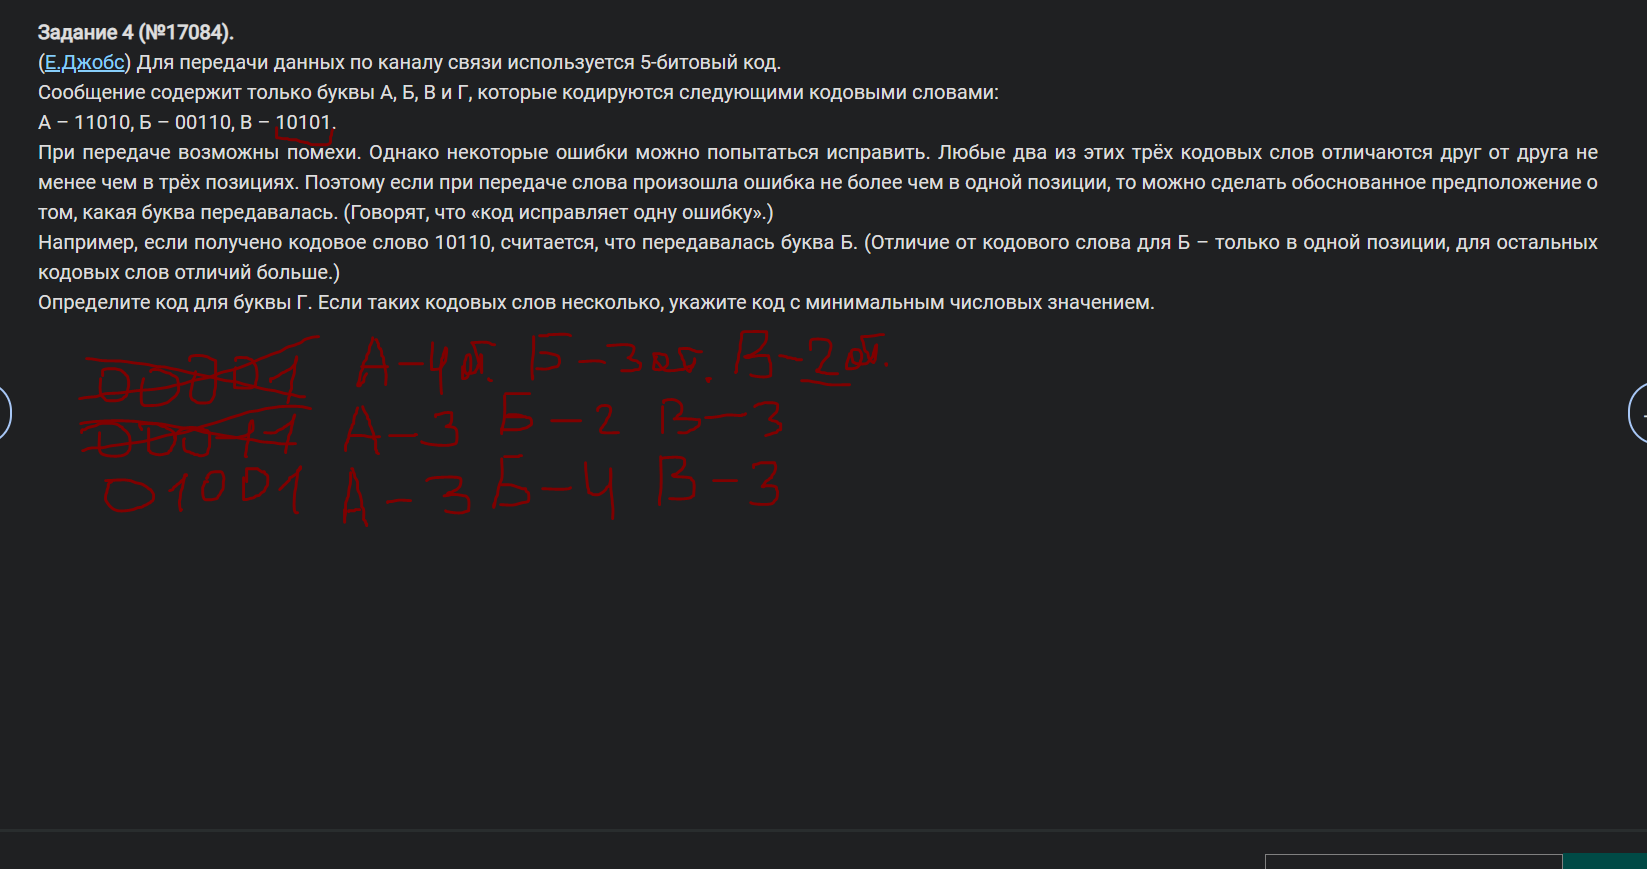 Задание 4 (№17084).
(Е.Джобс) Для передачи данных по каналу связи используется 5-битовый код.
Сообщение содержит только буквы А, Б, В и Г, которые кодируются следующими кодовыми словами:
А – 11010, Б – 00110, В – 10101.
При передаче возможны помехи. Однако некоторые ошибки можно попытаться исправить. Любые два из этих трёх кодовых слов отличаются друг от друга не
менее чем в трёх позициях. Поэтому если при передаче слова произошла ошибка не более чем в одной позиции, то можно сделать обоснованное предположение о
том, какая буква передавалась. (Говорят, что «код исправляет одну ошибку».)
Например, если получено кодовое слово 10110, считается, что передавалась буква Б. (Отличие от кодового слова для Б – только в одной позиции, для остальных
кодовых слов отличий больше.)
Определите код для буквы Г. Если таких кодовых слов несколько, укажите код с минимальным числовых значением.
00001 А – 4 от. Б – 3 от. В – 2 от.
00011 А – 3 Б – 2 В – 3
01001 А – 3 Б – 4 В – 3